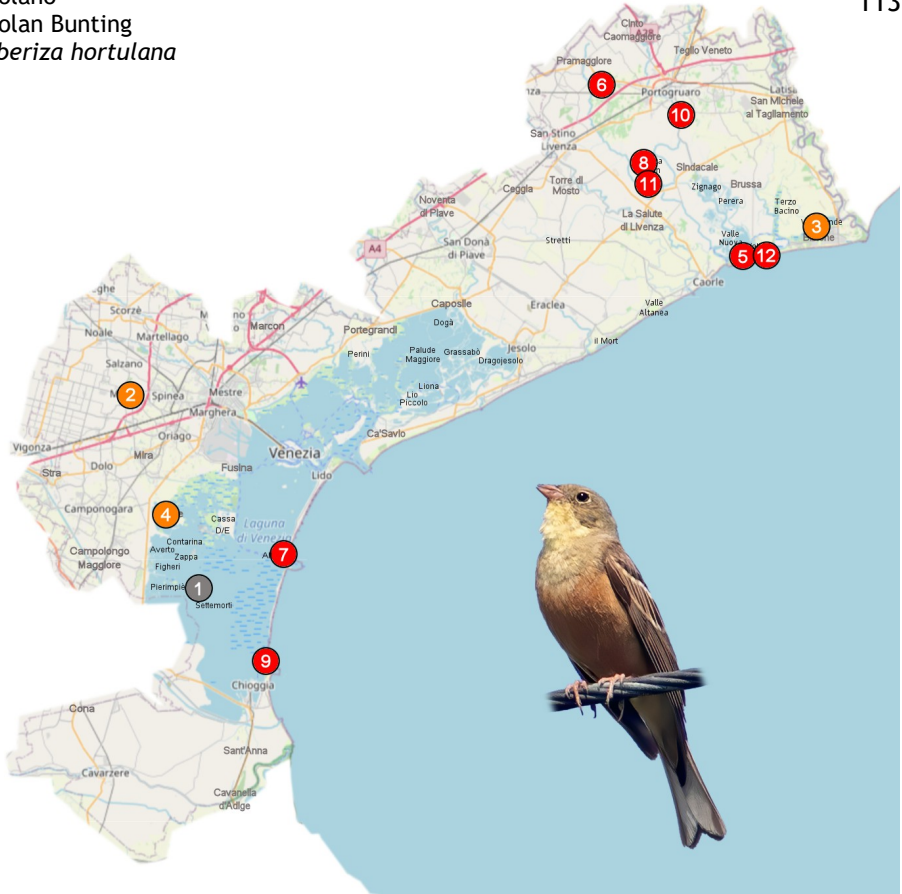 olano
113
olan Bunting
beriza hortulana
Cinto
Caomaggiore
A28
Teglio Veneto
Pramaggiore
6
nza
Portogruaro
Latisa
San Michele
al Tagliamento
10
San Stino
Livenza
8
11
Sindacale
Ceggia
Torre di
Mosto
Zignago
Brussa
Perera
Terzo
Bacino
Noventa
di Piave
La Salute
di Livenza
3
A4
San Donà
di Piave
Stretti
Valle
Nuova
5
12
Caorle
ghe
Scorzè
Noale
Martellago
Marcon
Portegrandi
Caposile
Eraclea
Valle
Altanea
Dogà
Salzano
Perini
Palude
Maggiore
Grassabò
Dragojesolo
Jesolo
il Mort
2
Spinea
Mestre
Marghera
Liona
Lio
Piccolo
Oriago
Ca'Savio
Vigonza
Mira
Venezia
Stra
Dolo
Fusina
Lido
Camponogara
4
Cassa
D/E
Laguna
di Venezia
Contarina
Averto
Zappa
Figheri
Campolongo
Maggiore
7
Pierimpiè
1
Settemorti
9
Chioggia
Cona
Sant'Anna
Cavarzere
Cavanella
d'Adige